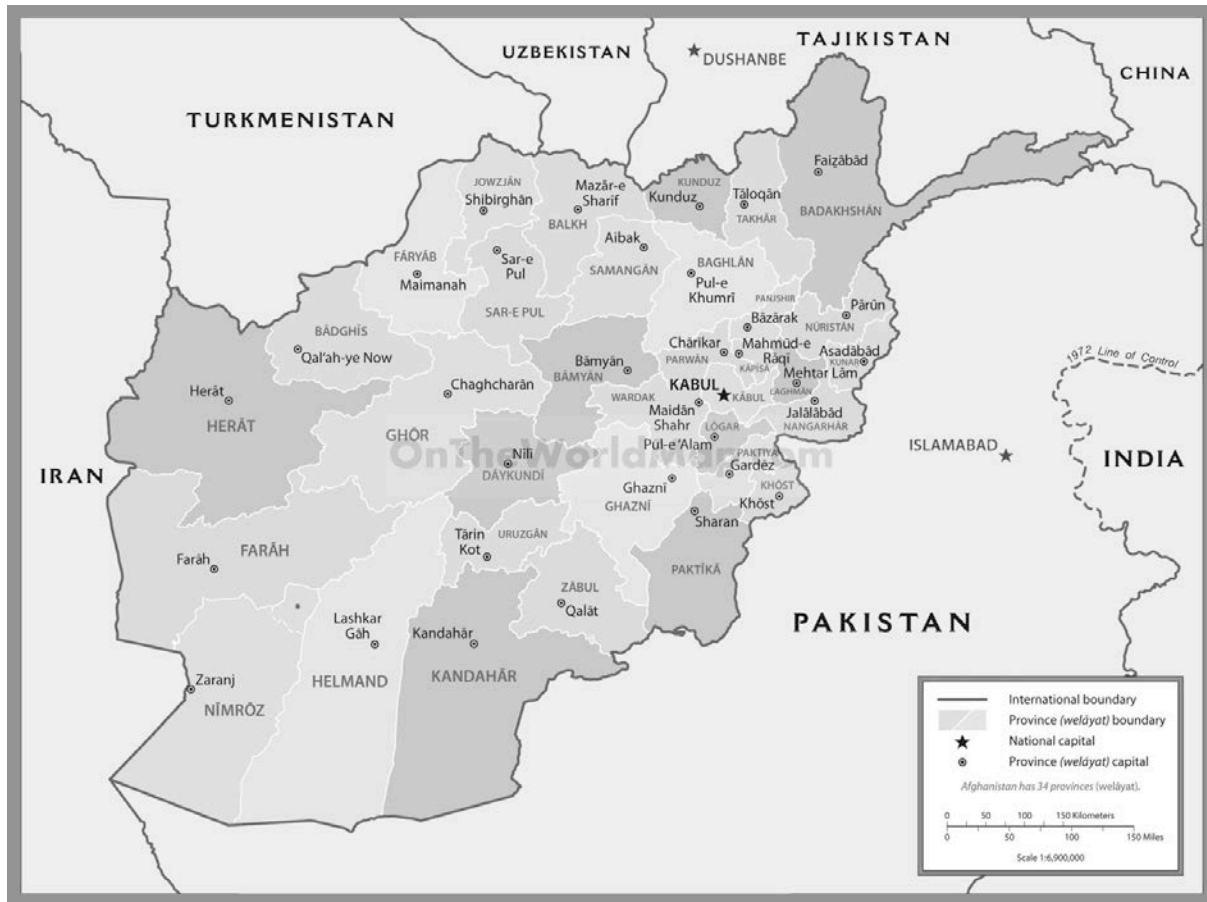 UZBEKISTAN
TAJIKISTAN
DUSHANBE
CHINA
TURKMENISTAN
JOWZJĀN
Shibirghān
Mazār-e
Sharif
BALKH
KUNDUZ
Kunduz
Tāloqān
TAKHĀR
Faiẕābād
BADAKHSHĀN
Aibak
SAMANGĀN
FĀRYĀB
Maimanah
Sar-e
Pul
SAR-E PUL
BAGHLĀN
Pul-e
Khumrī
PANJSHIR
Bāzārak
Pārūn
NŪRISTĀN
BĀDGHĪS
Qal'ah-ye Now
Chārīkar
PARWĀN
Mahmūd-e
Rāqī
KĀPĪSĀ
Asadābād
KUNAR
Mehtar Lām
LAGHMĀN
1972 Line of Control
Herāt
HERĀT
Chaghcharān
GHŌR
Bāmyān
BĀMYĀN
WARDAK
KABUL
KĀBUL
Maidān
Shahr
Jalālābād
NANGARHĀR
LŌGAR
Pul-e 'Alam
ISLAMABAD
IRAN
INDIA
OnTheWorldMap.com
Nīlī
DĀYKUNDĪ
PAKTIYĀ
Gardēz
Ghaznī
GHAZNĪ
KHŌST
Khōst
Sharan
PAKTĪKĀ
Farāh
FARĀH
Tārin
Kot
URUZGĀN
ZĀBUL
Qalāt
Lashkar
Gāh
HELMAND
Kandahār
KANDAHĀR
Zaranj
NĪMRŌZ
PAKISTAN
International boundary
Province (welāyat) boundary
National capital
Province (welāyat) capital
Afghanistan has 34 provinces (welāyat).
0 50 100 150 Kilometers
0 50 100 150 Miles
Scale 1:6,900,000